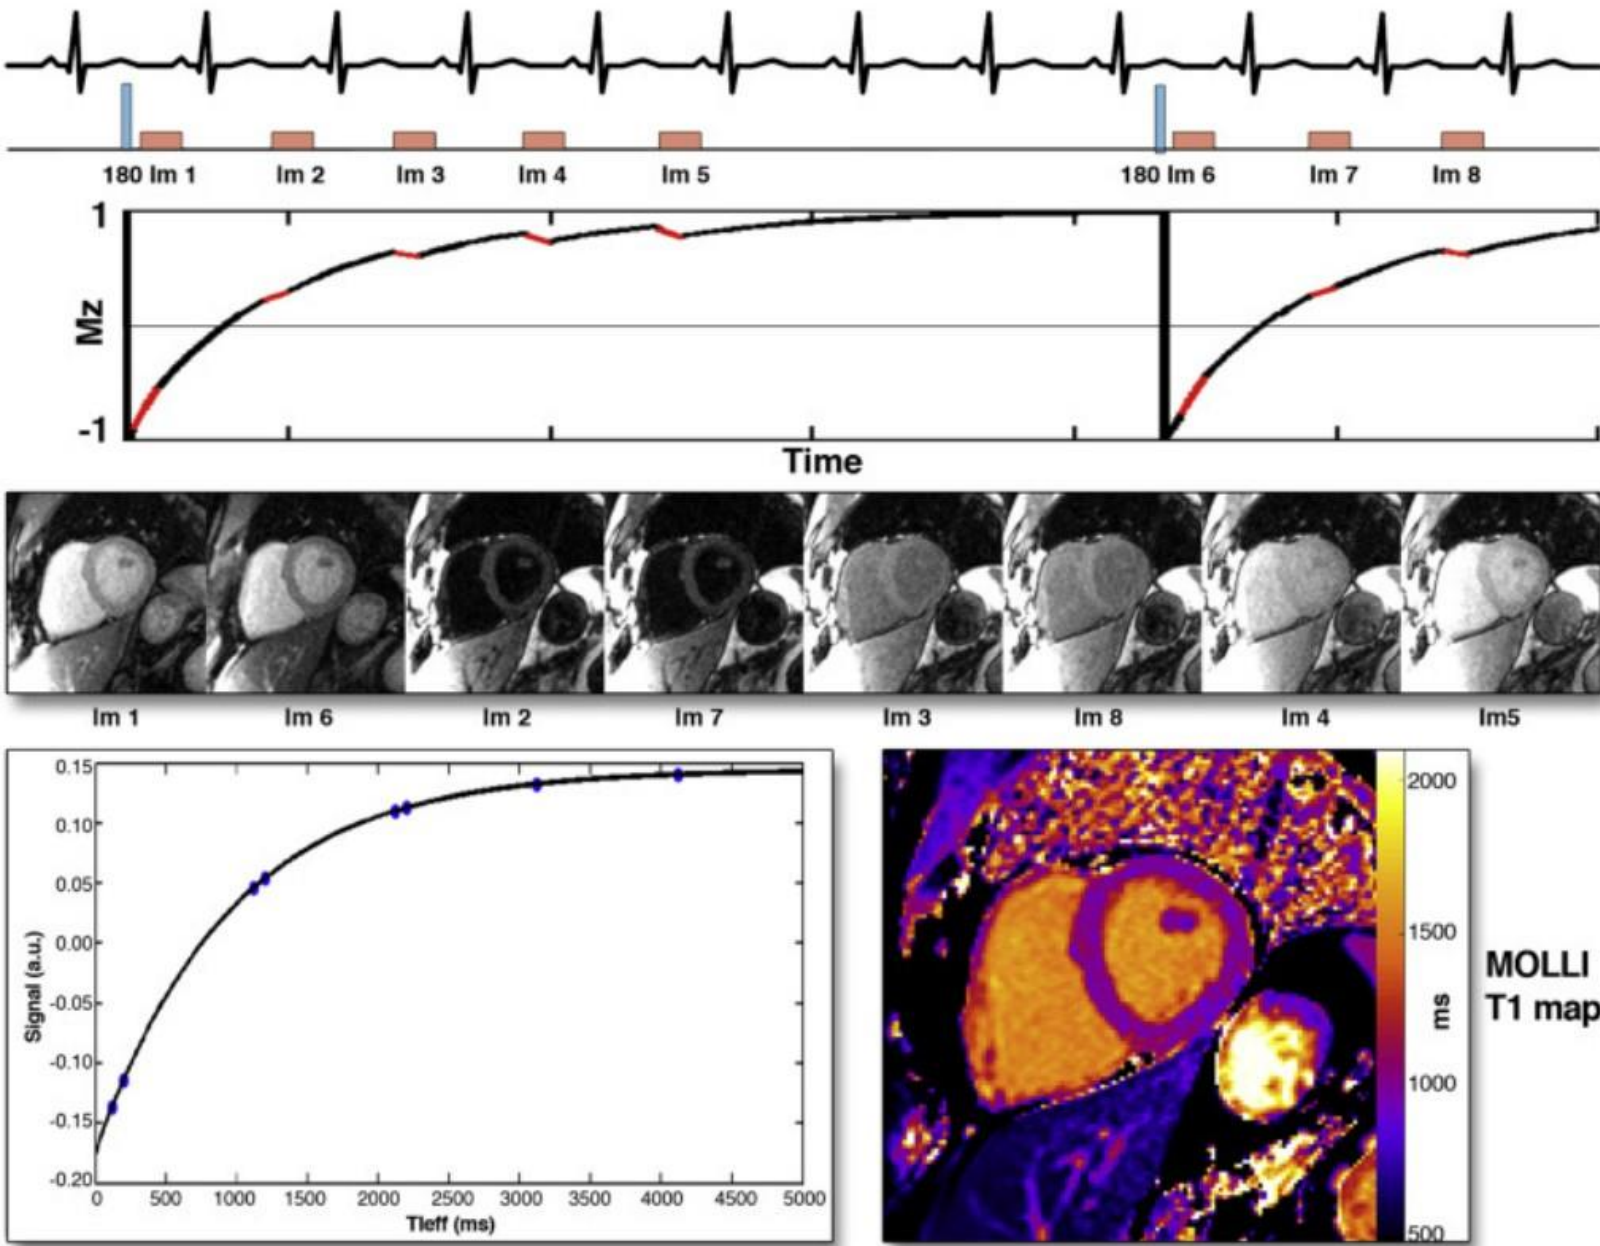 180 Im 1 Im 2 Im 3 Im 4 Im 5 180 Im 6 Im 7 Im 8
1
Mz
-1
Time
Im 1 Im 6 Im 2 Im 7 Im 3 Im 8 Im 4 Im5
0.15
0.10
0.05
0.00
-0.05
-0.10
-0.15
-0.20
Signal (a.u.)
0 500 1000 1500 2000 2500 3000 3500 4000 4500 5000
TIeff (ms)
2000
1500
ms
1000
500
MOLLI
T1 map